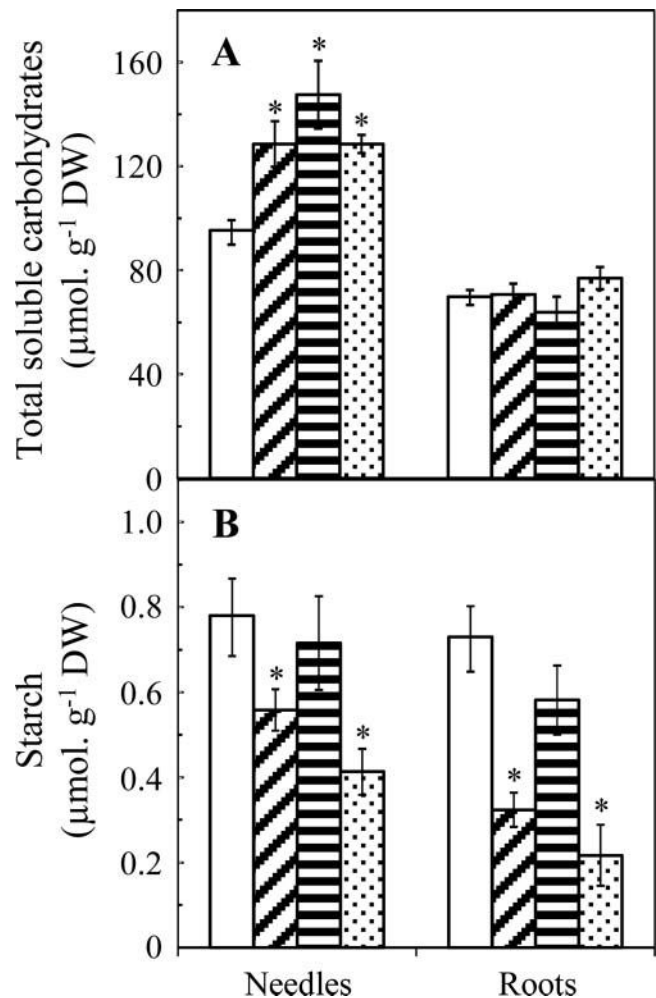 A
Total soluble carbohydrates
(μmol. g⁻¹ DW)
160
120
80
40
0
*
*
*
B
Starch
(μmol. g⁻¹ DW)
1.0
0.8
0.6
0.4
0.2
0
*
*
*
*
Needles Roots